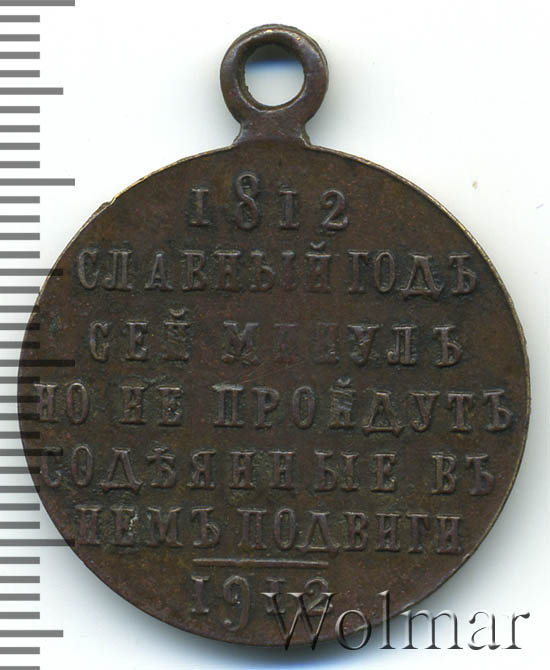 1812
СЛАВНЫЙ ГОДЪ
СЕЙ МИНУЛЪ
НО НЕ ПРОЙДУТЪ
СОДѢЯННЫЕ ВЪ
НЕМЪ ПОДВИГИ
1912
Wolmar